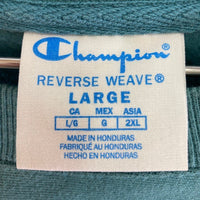 Champion
REVERSE WEAVE®
LARGE
CA MEX ASIA
L/G G 2XL
MADE IN HONDURAS
FABRIQUÉ AU HONDURAS
HECHO EN HONDURAS